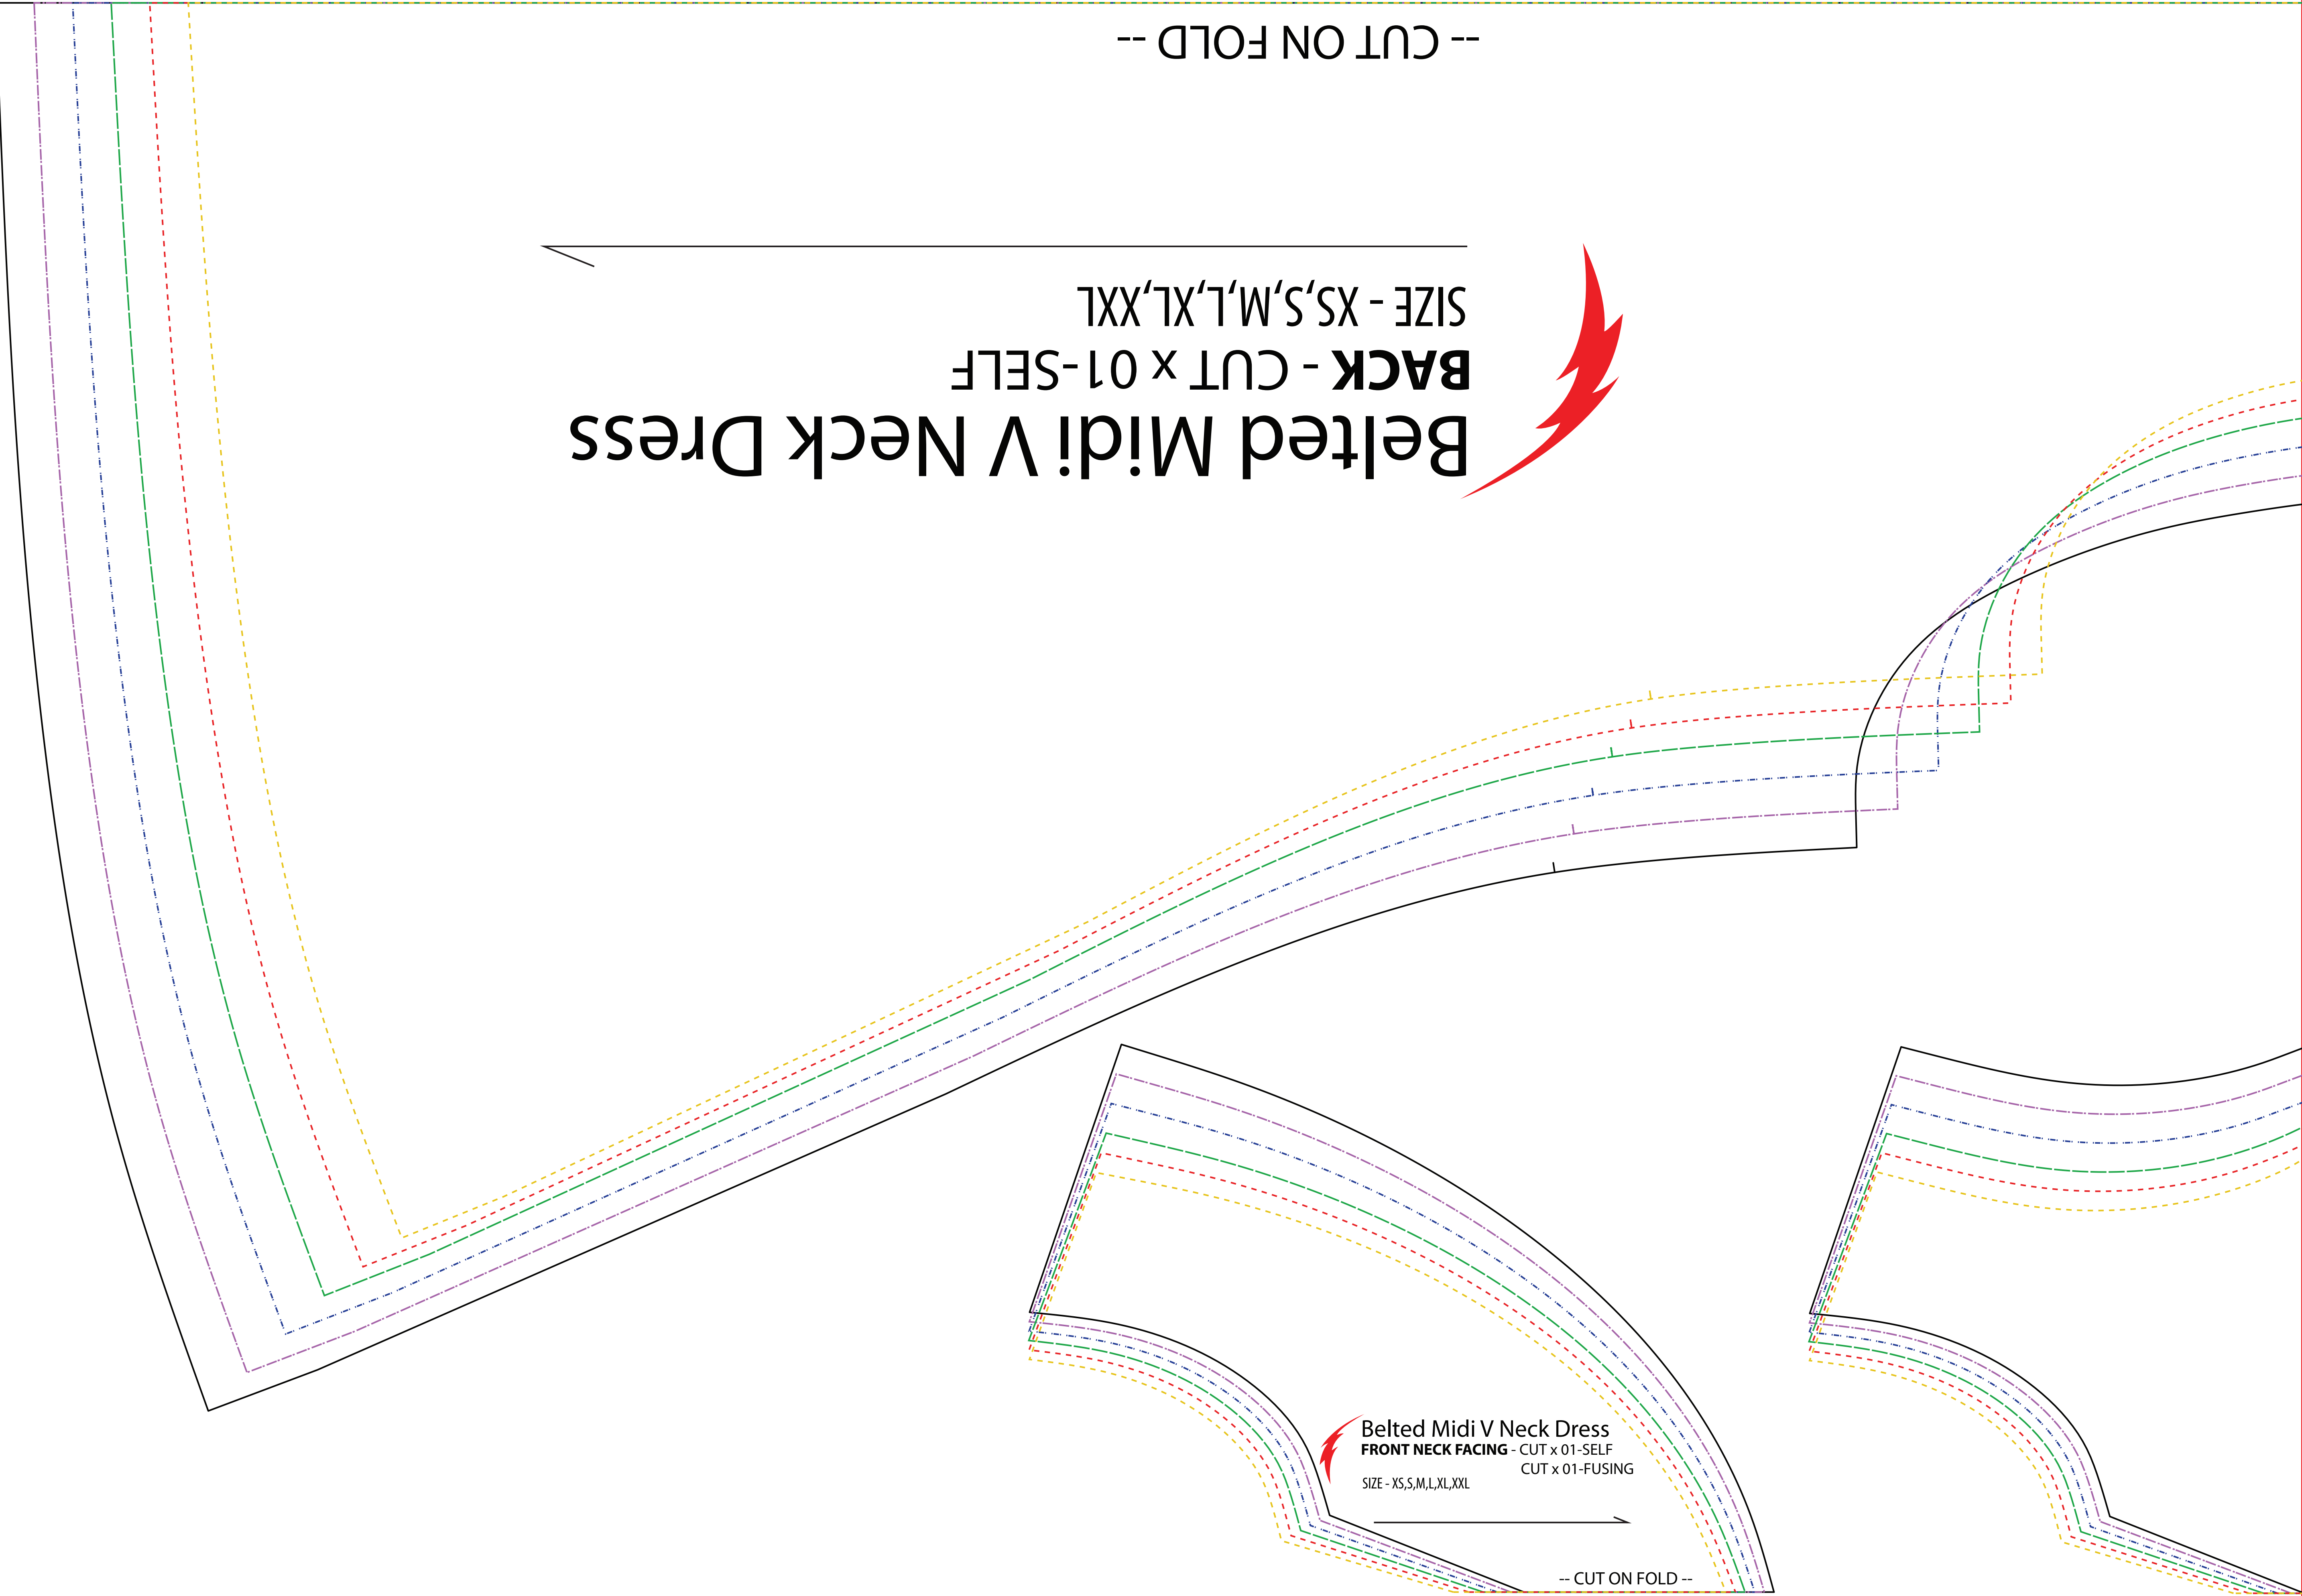 -- CUT ON FOLD --
Belted Midi V Neck Dress
BACK - CUT x 01-SELF
SIZE - XS,S,M,L,XL,XXL
Belted Midi V Neck Dress
FRONT NECK FACING - CUT x 01-SELF
CUT x 01-FUSING
SIZE - XS,S,M,L,XL,XXL
-- CUT ON FOLD --